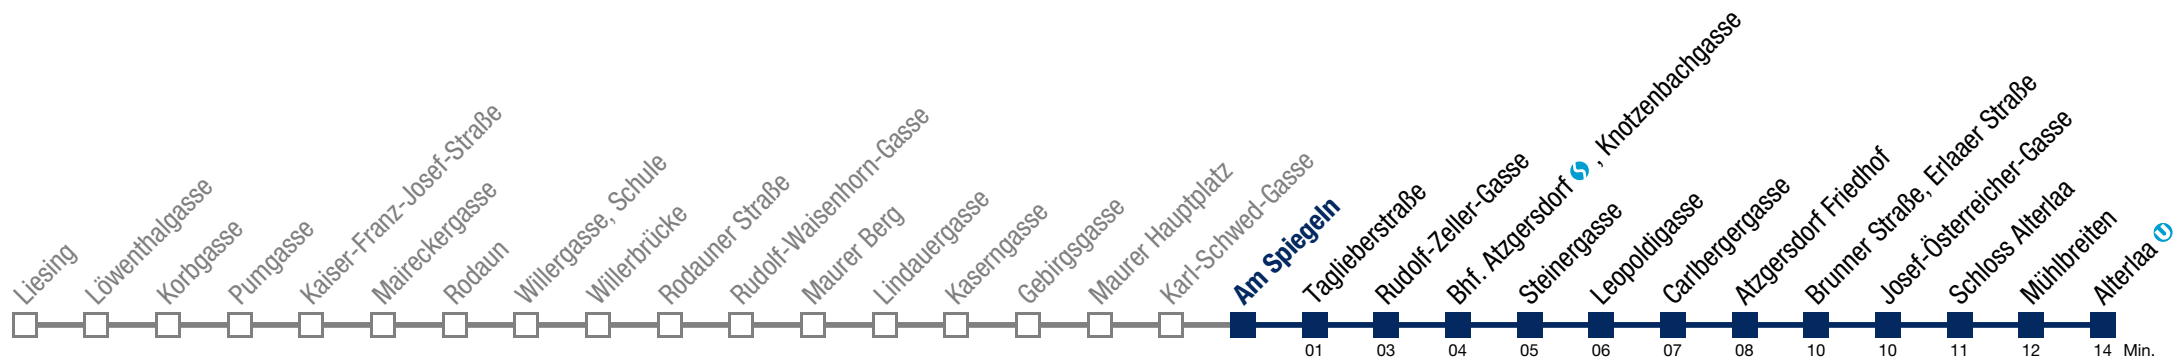 Liesing
Löwenthalgasse
Korbgasse
Pumgasse
Kaiser-Franz-Josef-Straße
Maireckergasse
Rodaun
Willergasse, Schule
Willerbrücke
Rodauner Straße
Rudolf-Waisenhorn-Gasse
Maurer Berg
Lindauergasse
Kaserngasse
Gebirgsgasse
Maurer Hauptplatz
Karl-Schwed-Gasse
Am Spiegeln
Taglieberstraße
Rudolf-Zeller-Gasse
Bhf. Atzgersdorf S, Knotzenbachgasse
Steinergasse
Leopoldigasse
Carlbergergasse
Atzgersdorf Friedhof
Brunner Straße, Erlaaer Straße
Josef-Österreicher-Gasse
Schloss Alterlaa
Mühlbreiten
Alterlaa U
01 03 04 05 06 07 08 10 10 11 12 14 Min.